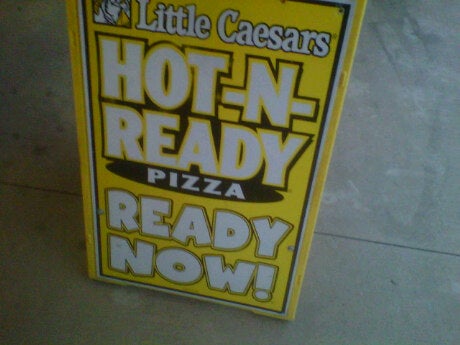 Little Caesars
HOT-N-
READY
PIZZA
READY
NOW!